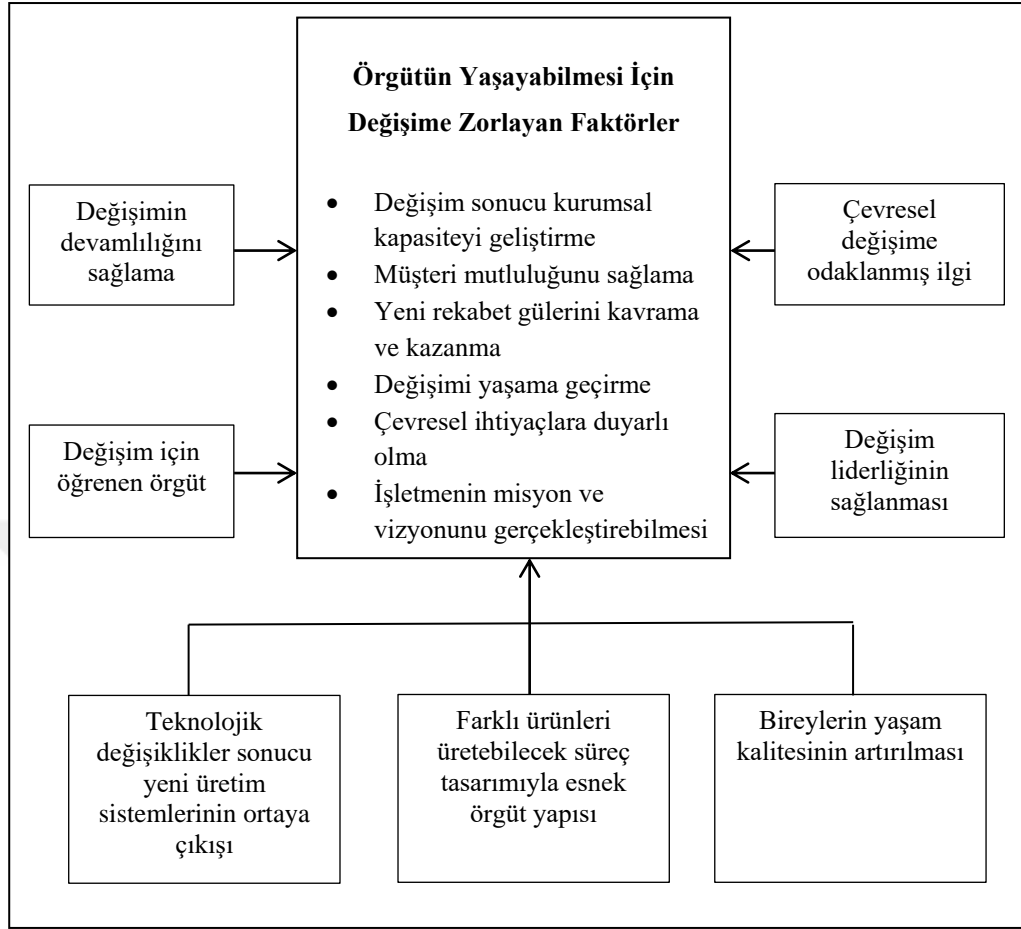 Örgütün Yaşayabilmesi İçin
Değişime Zorlayan Faktörler
• Değişim sonucu kurumsal
kapasiteyi geliştirme
• Müşteri mutluluğunu sağlama
• Yeni rekabet gülerini kavrama
ve kazanma
• Değişimi yaşama geçirme
• Çevresel ihtiyaçlara duyarlı
olma
• İşletmenin misyon ve
vizyonunu gerçekleştirebilmesi
Değişimin
devamlılığını
sağlama
Çevresel
değişime
odaklanmış ilgi
Değişim için
öğrenen örgüt
Değişim
liderliğinin
sağlanması
Teknolojik
değişiklikler sonucu
yeni üretim
sistemlerinin ortaya
çıkışı
Farklı ürünleri
üretebilecek süreç
tasarımıyla esnek
örgüt yapısı
Bireylerin yaşam
kalitesinin artırılması